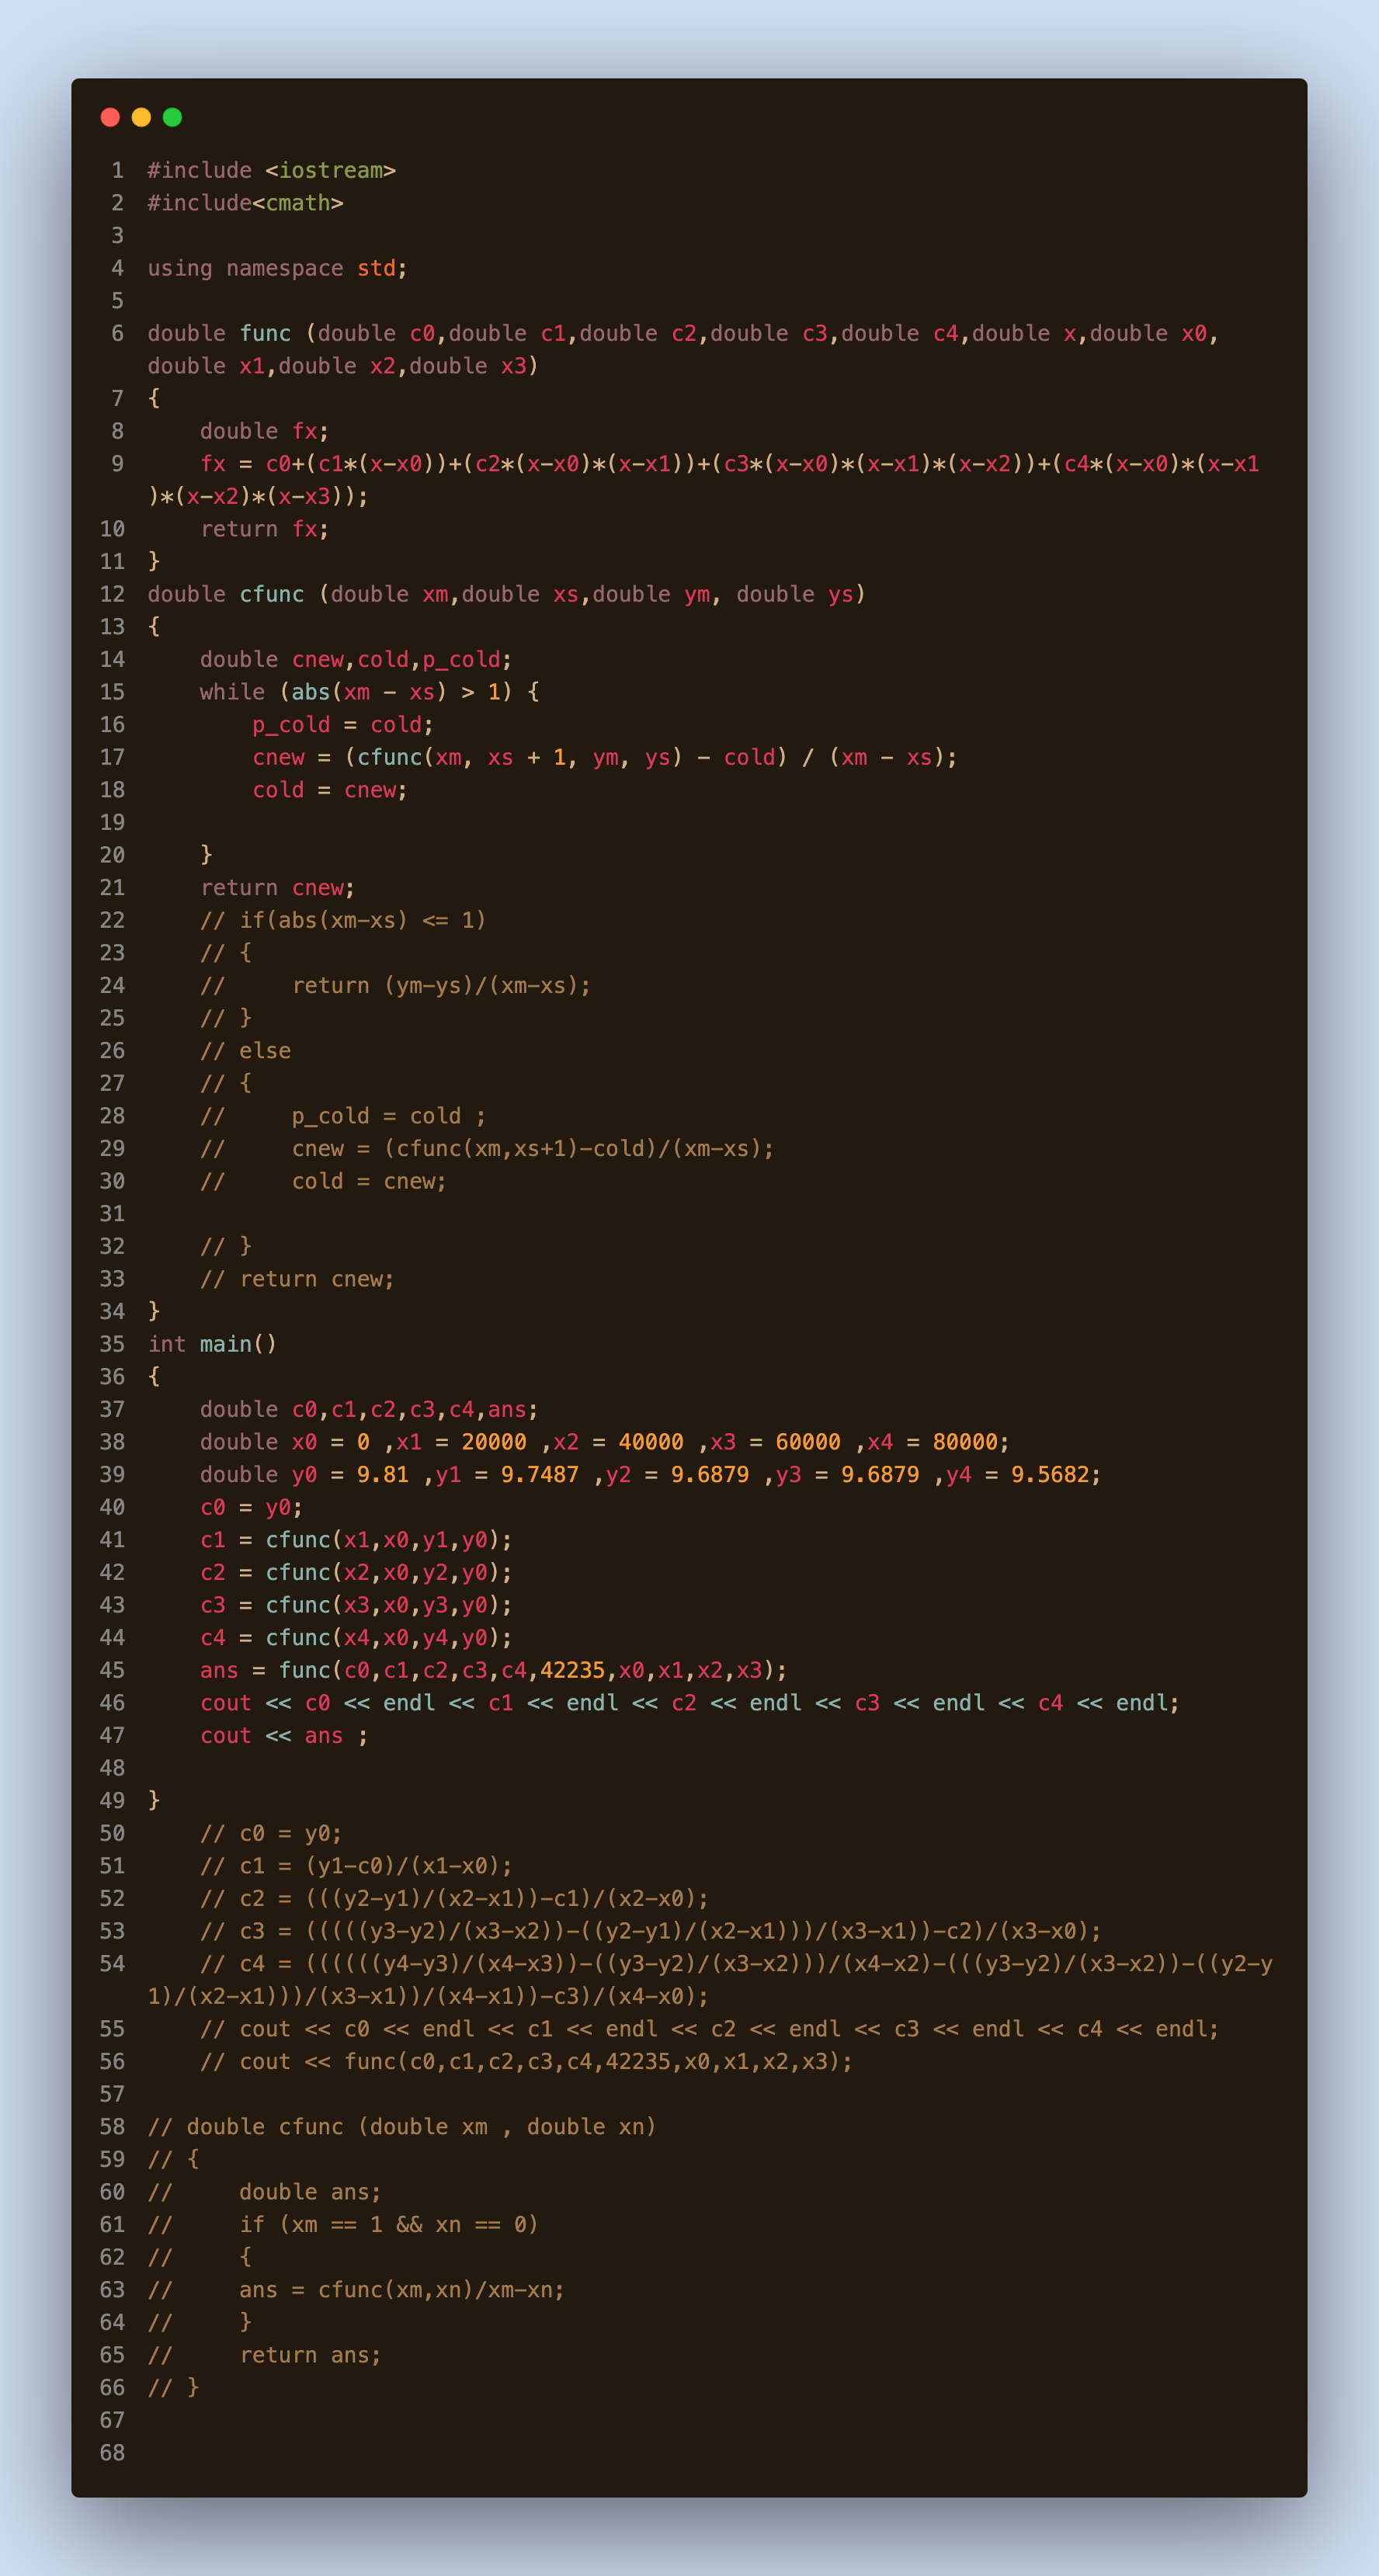 1 #include <iostream>
2 #include<cmath>
3
4 using namespace std;
5
6 double func (double c0,double c1,double c2,double c3,double c4,double x,double x0,
double x1,double x2,double x3)
7 {
8     double fx;
9     fx = c0+(c1*(x-x0))+(c2*(x-x0)*(x-x1))+(c3*(x-x0)*(x-x1)*(x-x2))+(c4*(x-x0)*(x-x1
)*(x-x2)*(x-x3));
10     return fx;
11 }
12 double cfunc (double xm,double xs,double ym, double ys)
13 {
14     double cnew,cold,p_cold;
15     while (abs(xm - xs) > 1) {
16         p_cold = cold;
17         cnew = (cfunc(xm, xs + 1, ym, ys) - cold) / (xm - xs);
18         cold = cnew;
19
20     }
21     return cnew;
22     // if(abs(xm-xs) <= 1)
23     // {
24     //     return (ym-ys)/(xm-xs);
25     // }
26     // else
27     // {
28     //     p_cold = cold ;
29     //     cnew = (cfunc(xm,xs+1)-cold)/(xm-xs);
30     //     cold = cnew;
31
32     // }
33     // return cnew;
34 }
35 int main()
36 {
37     double c0,c1,c2,c3,c4,ans;
38     double x0 = 0 ,x1 = 20000 ,x2 = 40000 ,x3 = 60000 ,x4 = 80000;
39     double y0 = 9.81 ,y1 = 9.7487 ,y2 = 9.6879 ,y3 = 9.6879 ,y4 = 9.5682;
40     c0 = y0;
41     c1 = cfunc(x1,x0,y1,y0);
42     c2 = cfunc(x2,x0,y2,y0);
43     c3 = cfunc(x3,x0,y3,y0);
44     c4 = cfunc(x4,x0,y4,y0);
45     ans = func(c0,c1,c2,c3,c4,42235,x0,x1,x2,x3);
46     cout << c0 << endl << c1 << endl << c2 << endl << c3 << endl << c4 << endl;
47     cout << ans ;
48
49 }
50     // c0 = y0;
51     // c1 = (y1-c0)/(x1-x0);
52     // c2 = (((y2-y1)/(x2-x1))-c1)/(x2-x0);
53     // c3 = (((((y3-y2)/(x3-x2))-((y2-y1)/(x2-x1)))/(x3-x1))-c2)/(x3-x0);
54     // c4 = ((((((y4-y3)/(x4-x3))-((y3-y2)/(x3-x2)))/(x4-x2)-(((y3-y2)/(x3-x2))-((y2-y
1)/(x2-x1)))/(x3-x1))/(x4-x1))-c3)/(x4-x0);
55     // cout << c0 << endl << c1 << endl << c2 << endl << c3 << endl << c4 << endl;
56     // cout << func(c0,c1,c2,c3,c4,42235,x0,x1,x2,x3);
57
58 // double cfunc (double xm , double xn)
59 // {
60 //     double ans;
61 //     if (xm == 1 && xn == 0)
62 //     {
63 //     ans = cfunc(xm,xn)/xm-xn;
64 //     }
65 //     return ans;
66 // }
67
68